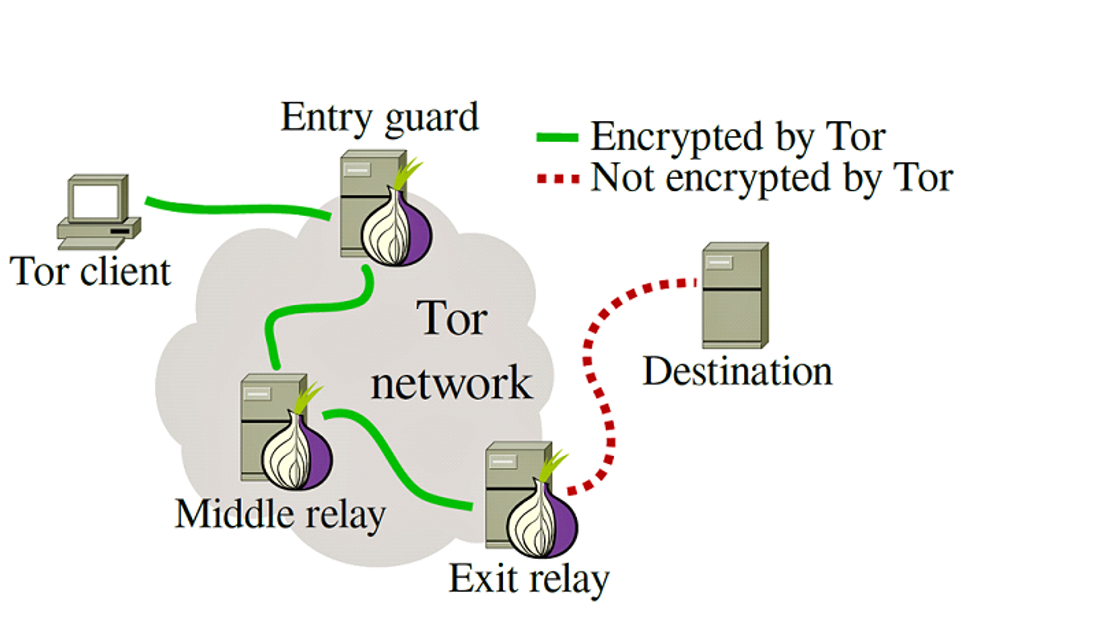 Entry guard
Encrypted by Tor
Not encrypted by Tor
Tor client
Tor
network
Destination
Middle relay
Exit relay